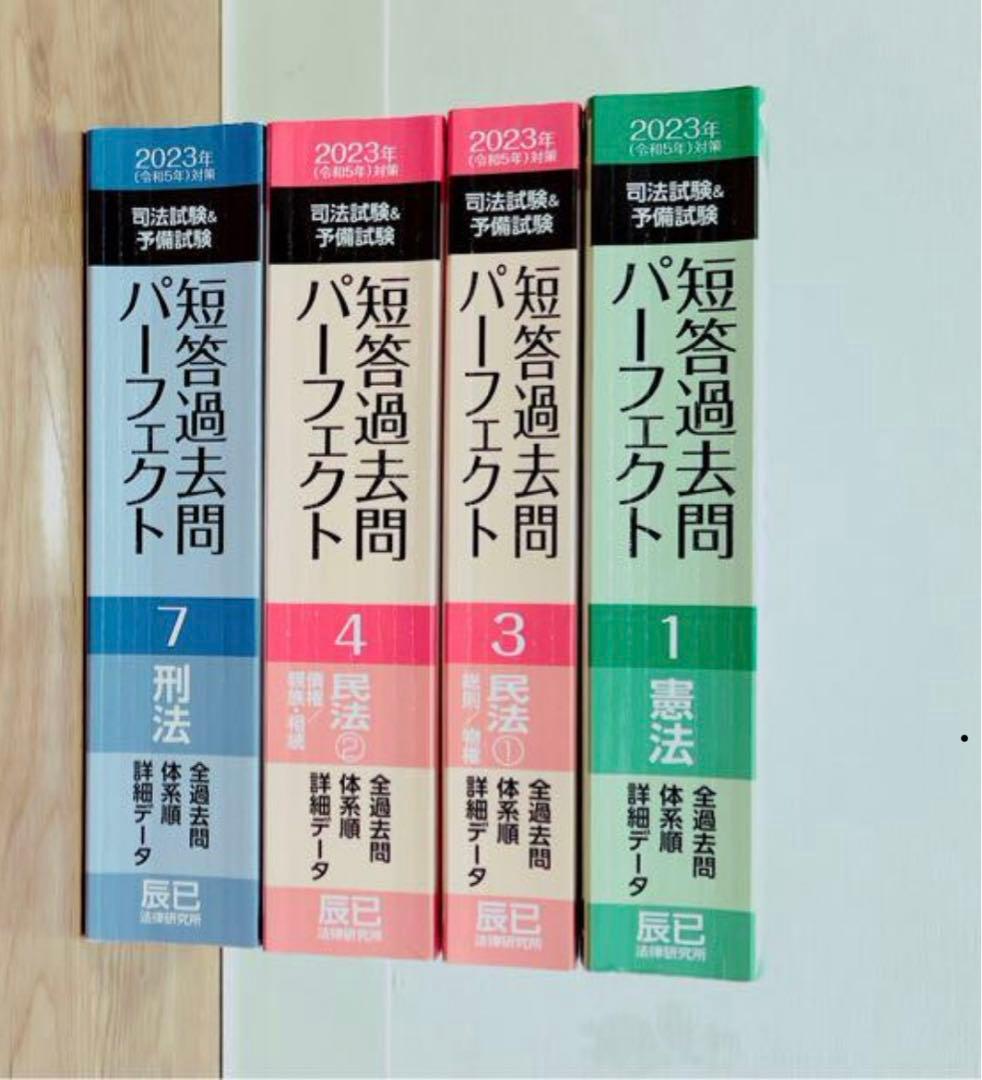 2023年
(令和5年)対策
司法試験&
予備試験
短答過去問
パーフェクト
7
刑法
全過去問
体系順
詳細データ
辰已
法律研究所
2023年
(令和5年)対策
司法試験&
予備試験
短答過去問
パーフェクト
4
民法②
債権/
親族・相続
全過去問
体系順
詳細データ
辰已
法律研究所
2023年
(令和5年)対策
司法試験&
予備試験
短答過去問
パーフェクト
3
民法①
総則/物権
全過去問
体系順
詳細データ
辰已
法律研究所
2023年
(令和5年)対策
司法試験&
予備試験
短答過去問
パーフェクト
1
憲法
全過去問
体系順
詳細データ
辰已
法律研究所